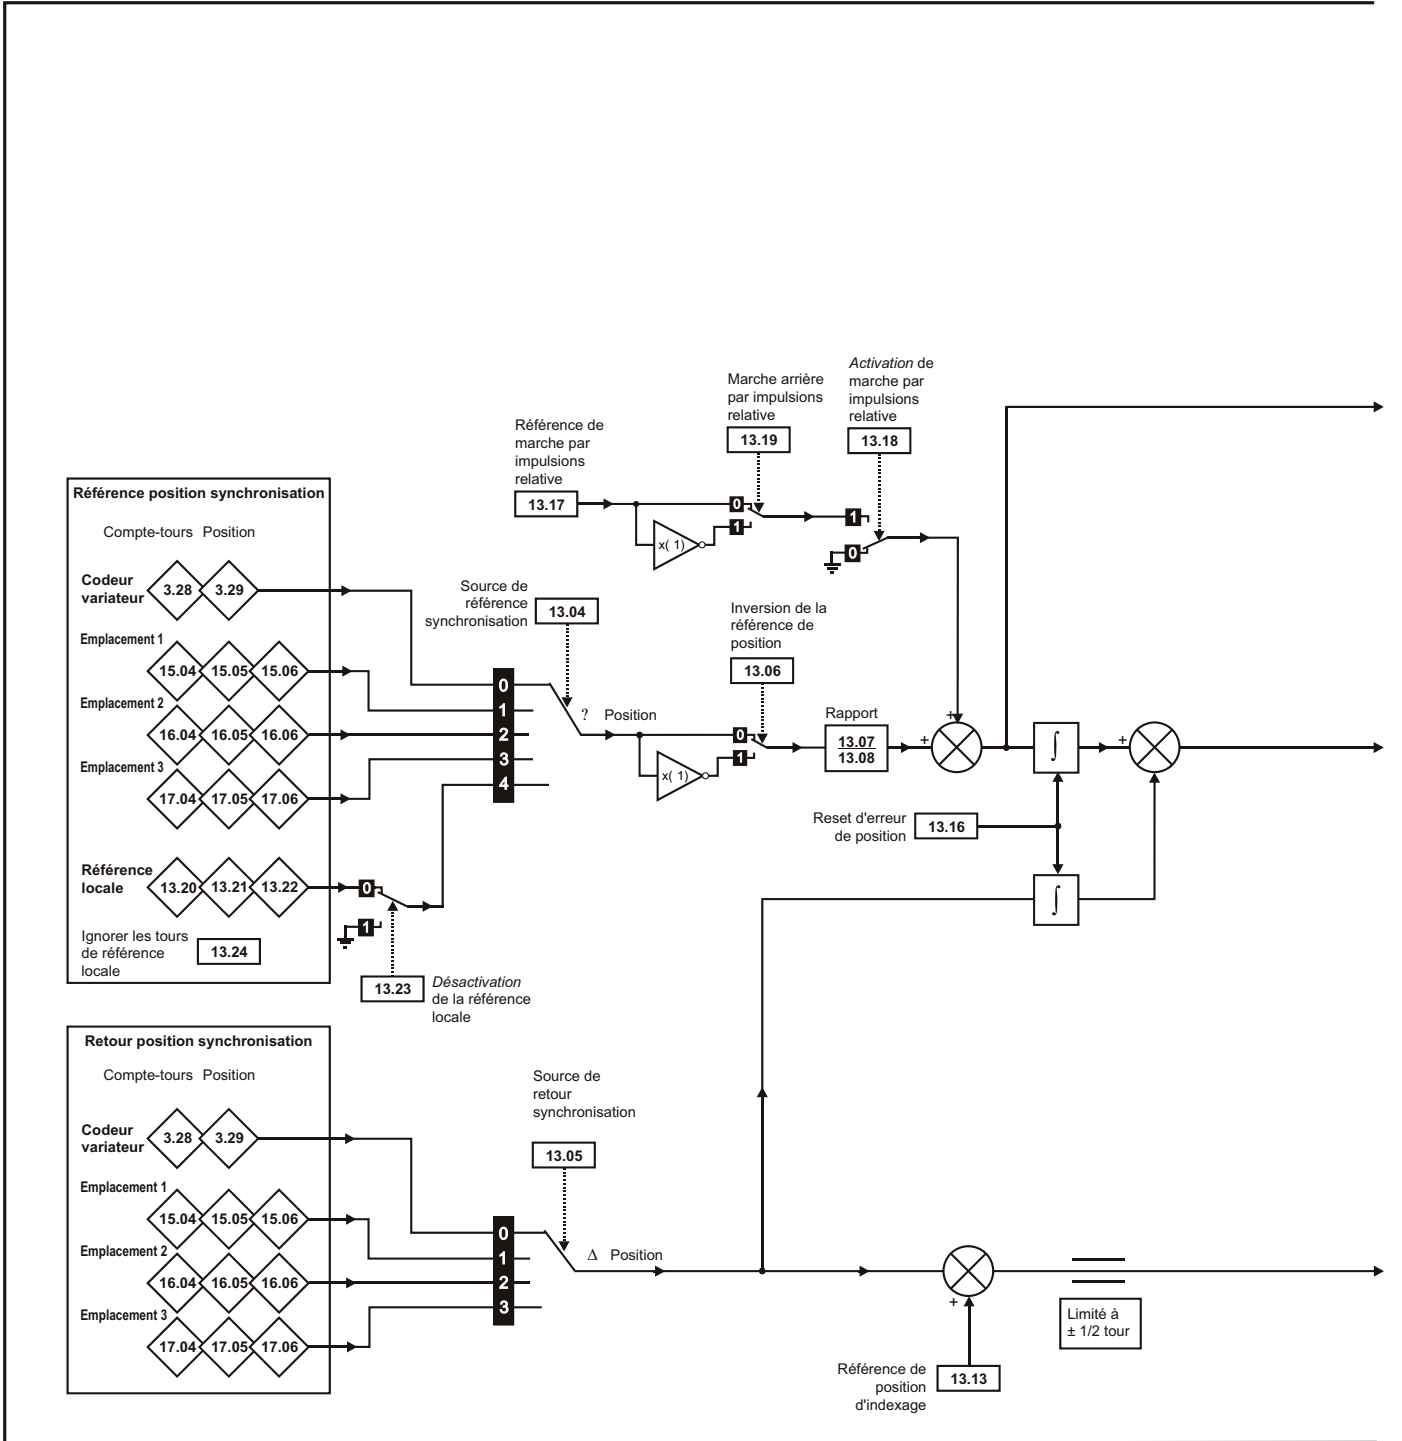 Activation de
marche par
impulsions
relative
13.18
Marche arrière
par impulsions
relative
13.19
Référence de
marche par
impulsions
relative
13.17
0
1
x( 1)
1
0
Référence position synchronisation
Compte-tours Position
Codeur
variateur
3.28 3.29
Emplacement 1
15.04 15.05 15.06
Emplacement 2
16.04 16.05 16.06
Emplacement 3
17.04 17.05 17.06
Référence
locale
13.20 13.21 13.22
Ignorer les tours
de référence
locale
13.24
0
1
13.23
Désactivation
de la référence
locale
Source de
référence
synchronisation
13.04
0
1
2
3
4
? Position
Inversion de la
référence de
position
13.06
0
1
x( 1)
Rapport
13.07
13.08
+
+
∫
+
Reset d'erreur
de position
13.16
∫
Retour position synchronisation
Compte-tours Position
Codeur
variateur
3.28 3.29
Emplacement 1
15.04 15.05 15.06
Emplacement 2
16.04 16.05 16.06
Emplacement 3
17.04 17.05 17.06
Source de
retour
synchronisation
13.05
0
1
2
3
Δ Position
+
Limité à
± 1/2 tour
Référence de
position
d'indexage
13.13